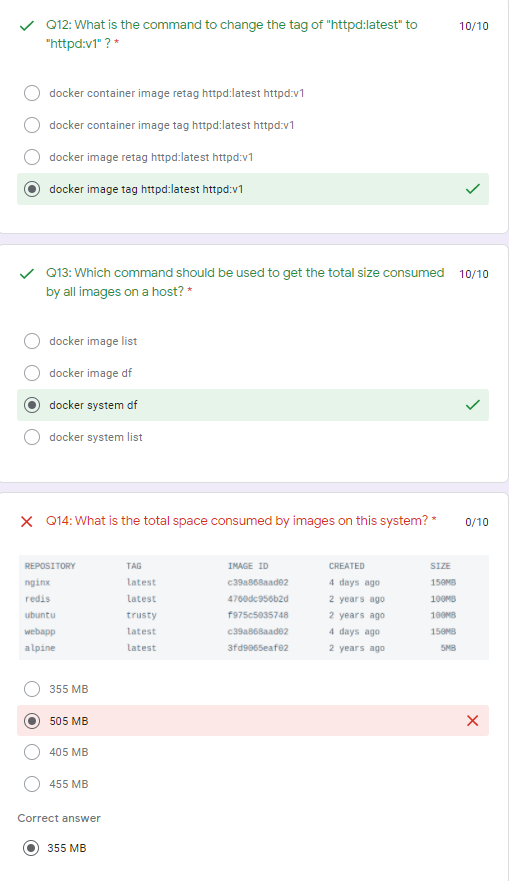 Q12: What is the command to change the tag of "httpd:latest" to 10/10
"httpd:v1" ? *
docker container image retag httpd:latest httpd:v1
docker container image tag httpd:latest httpd:v1
docker image retag httpd:latest httpd:v1
docker image tag httpd:latest httpd:v1
Q13: Which command should be used to get the total size consumed 10/10
by all images on a host? *
docker image list
docker image df
docker system df
docker system list
Q14: What is the total space consumed by images on this system? * 0/10
REPOSITORY TAG IMAGE ID CREATED SIZE
nginx latest c39a868aad02 4 days ago 150MB
redis latest 4760dc956b2d 2 years ago 100MB
ubuntu trusty f975c5035748 2 years ago 100MB
webapp latest c39a868aad02 4 days ago 150MB
alpine latest 3fd9065eaf02 2 years ago 5MB
355 MB
505 MB
405 MB
455 MB
Correct answer
355 MB